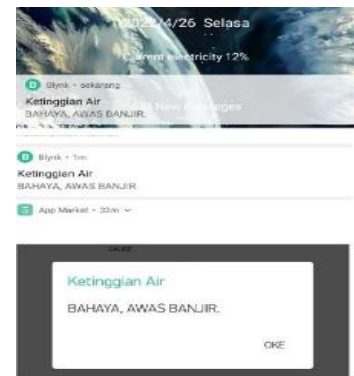 2022/4/26 Selasa
Current electricity 12%
Blynk • sekarang
Ketinggian Air
New Messages
BAHAYA, AWAS BANJIR.
Blynk • 1m
Ketinggian Air
BAHAYA, AWAS BANJIR.
App Market • 32m
Ketinggian Air
BAHAYA, AWAS BANJIR.
OKE